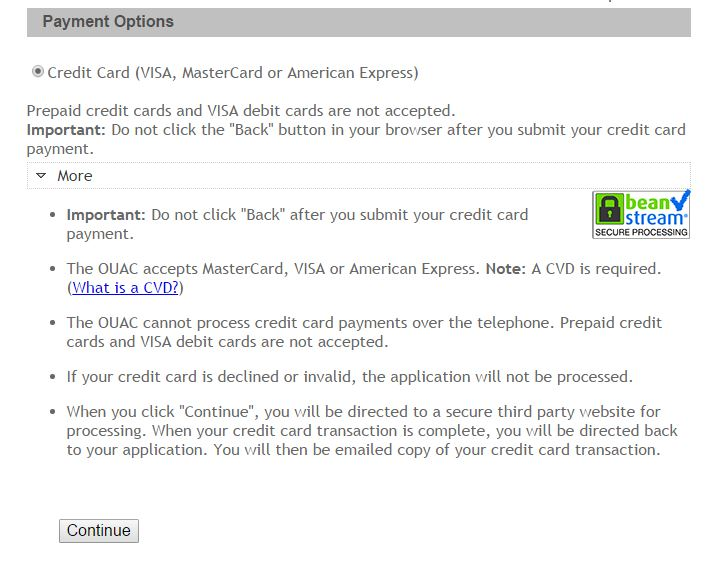 Payment Options
Credit Card (VISA, MasterCard or American Express)
Prepaid credit cards and VISA debit cards are not accepted.
Important: Do not click the "Back" button in your browser after you submit your credit card
payment.
More
bean
stream®
SECURE PROCESSING
• Important: Do not click "Back" after you submit your credit card
payment.
• The OUAC accepts MasterCard, VISA or American Express. Note: A CVD is required.
(What is a CVD?)
• The OUAC cannot process credit card payments over the telephone. Prepaid credit
cards and VISA debit cards are not accepted.
• If your credit card is declined or invalid, the application will not be processed.
• When you click "Continue", you will be directed to a secure third party website for
processing. When your credit card transaction is complete, you will be directed back
to your application. You will then be emailed copy of your credit card transaction.
Continue